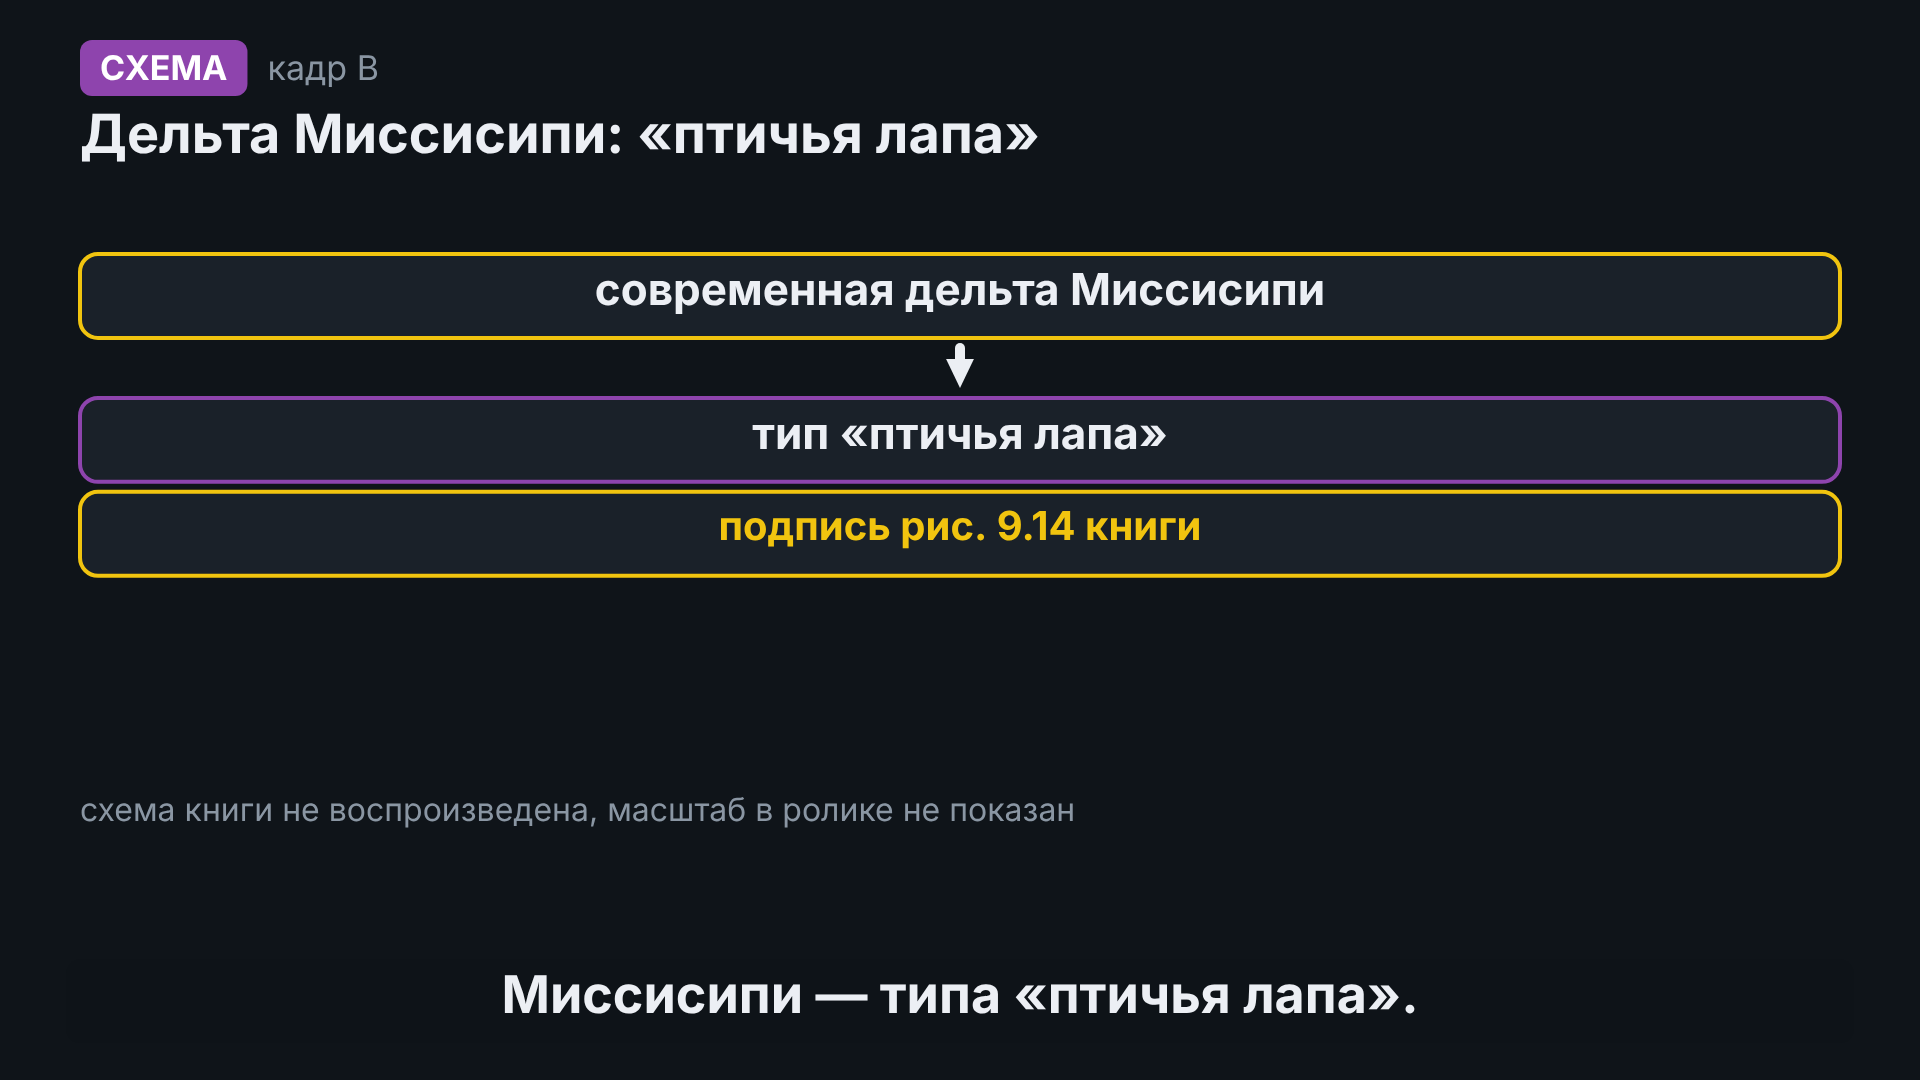 СХЕМА кадр В
Дельта Миссисипи: «птичья лапа»
современная дельта Миссисипи
тип «птичья лапа»
подпись рис. 9.14 книги
схема книги не воспроизведена, масштаб в ролике не показан
Миссисипи — типа «птичья лапа».